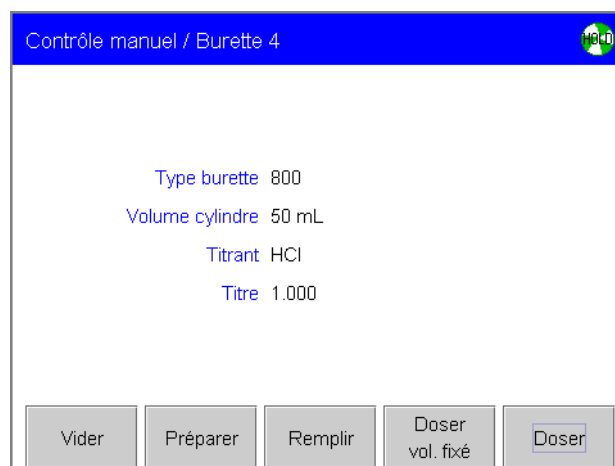 Contrôle manuel / Burette 4
HOLD
Type burette 800
Volume cylindre 50 mL
Titrant HCl
Titre 1.000
Vider
Préparer
Remplir
Doser
vol. fixé
Doser